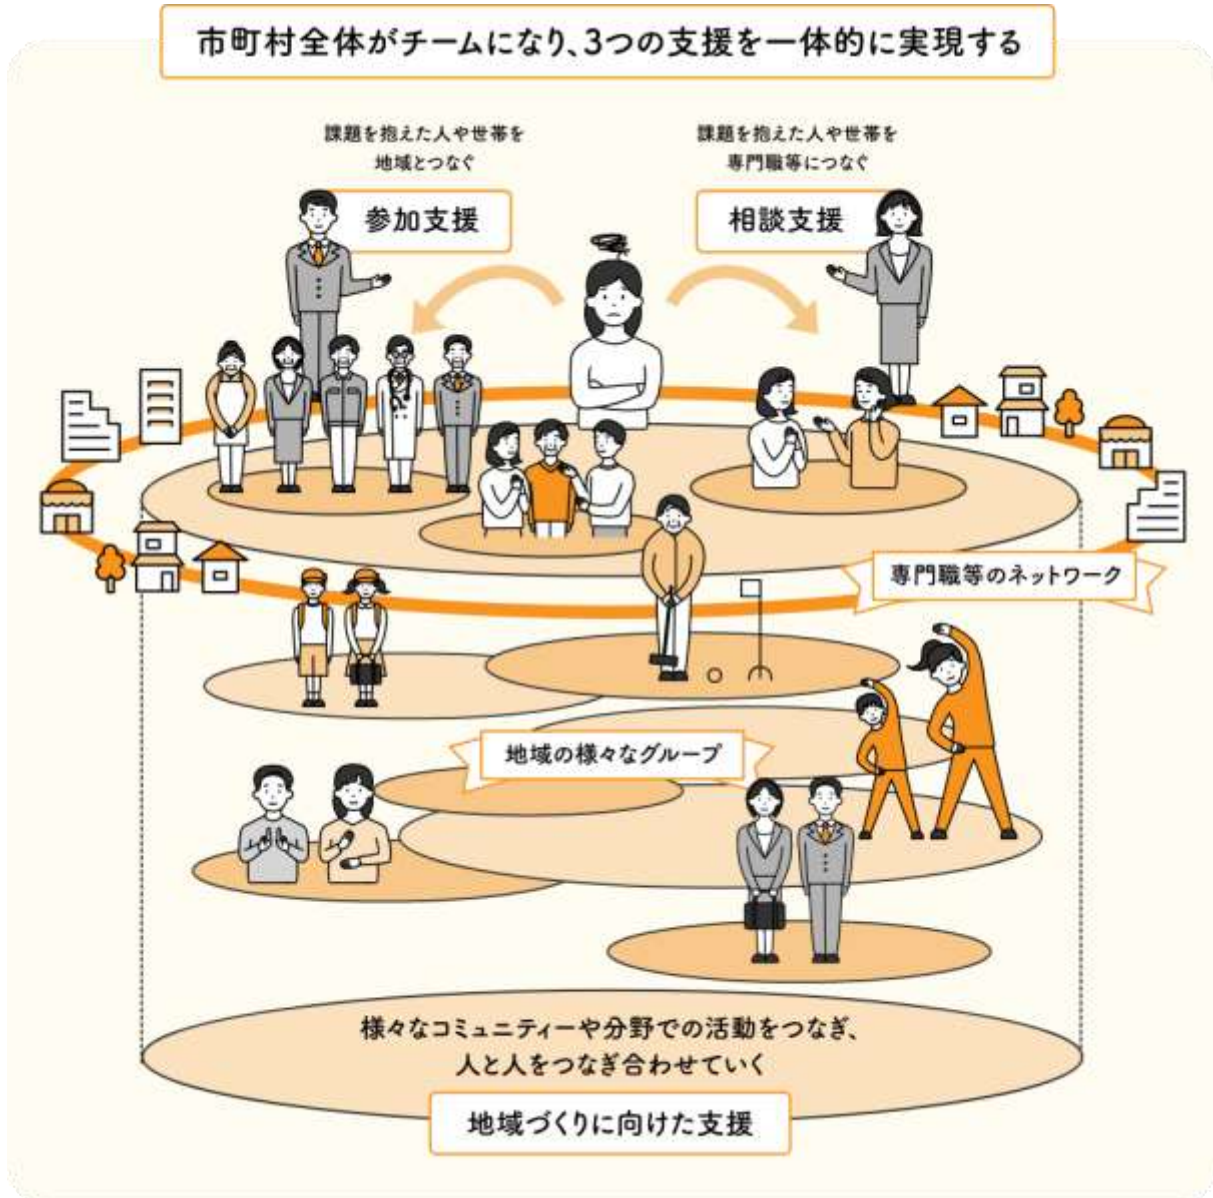 市町村全体がチームになり、3つの支援を一体的に実現する
課題を抱えた人や世帯を
地域とつなぐ
参加支援
課題を抱えた人や世帯を
専門職等につなぐ
相談支援
専門職等のネットワーク
地域の様々なグループ
様々なコミュニティーや分野での活動をつなぎ、
人と人をつなぎ合わせていく
地域づくりに向けた支援